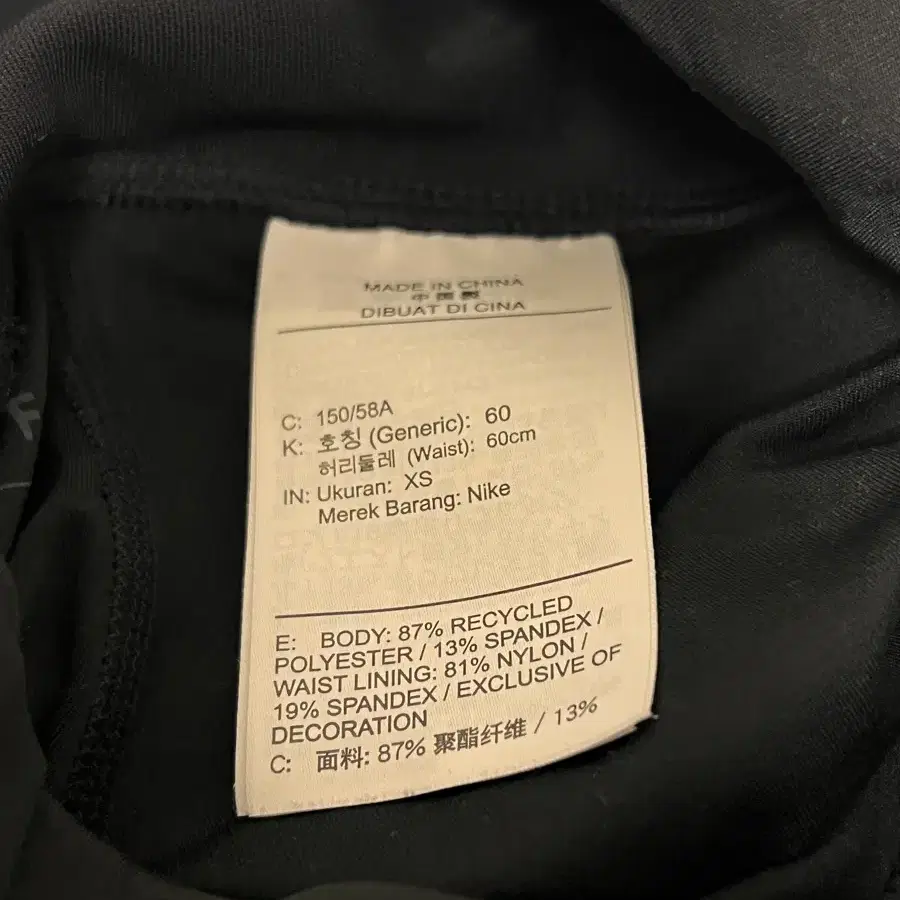 MADE IN CHINA
中国制
DIBUAT DI CINA
C: 150/58A
K: 호칭 (Generic): 60
허리둘레 (Waist): 60cm
IN: Ukuran: XS
Merek Barang: Nike
E: BODY: 87% RECYCLED
POLYESTER / 13% SPANDEX /
WAIST LINING: 81% NYLON /
19% SPANDEX / EXCLUSIVE OF
DECORATION
C: 面料: 87% 聚酯纤维 / 13%